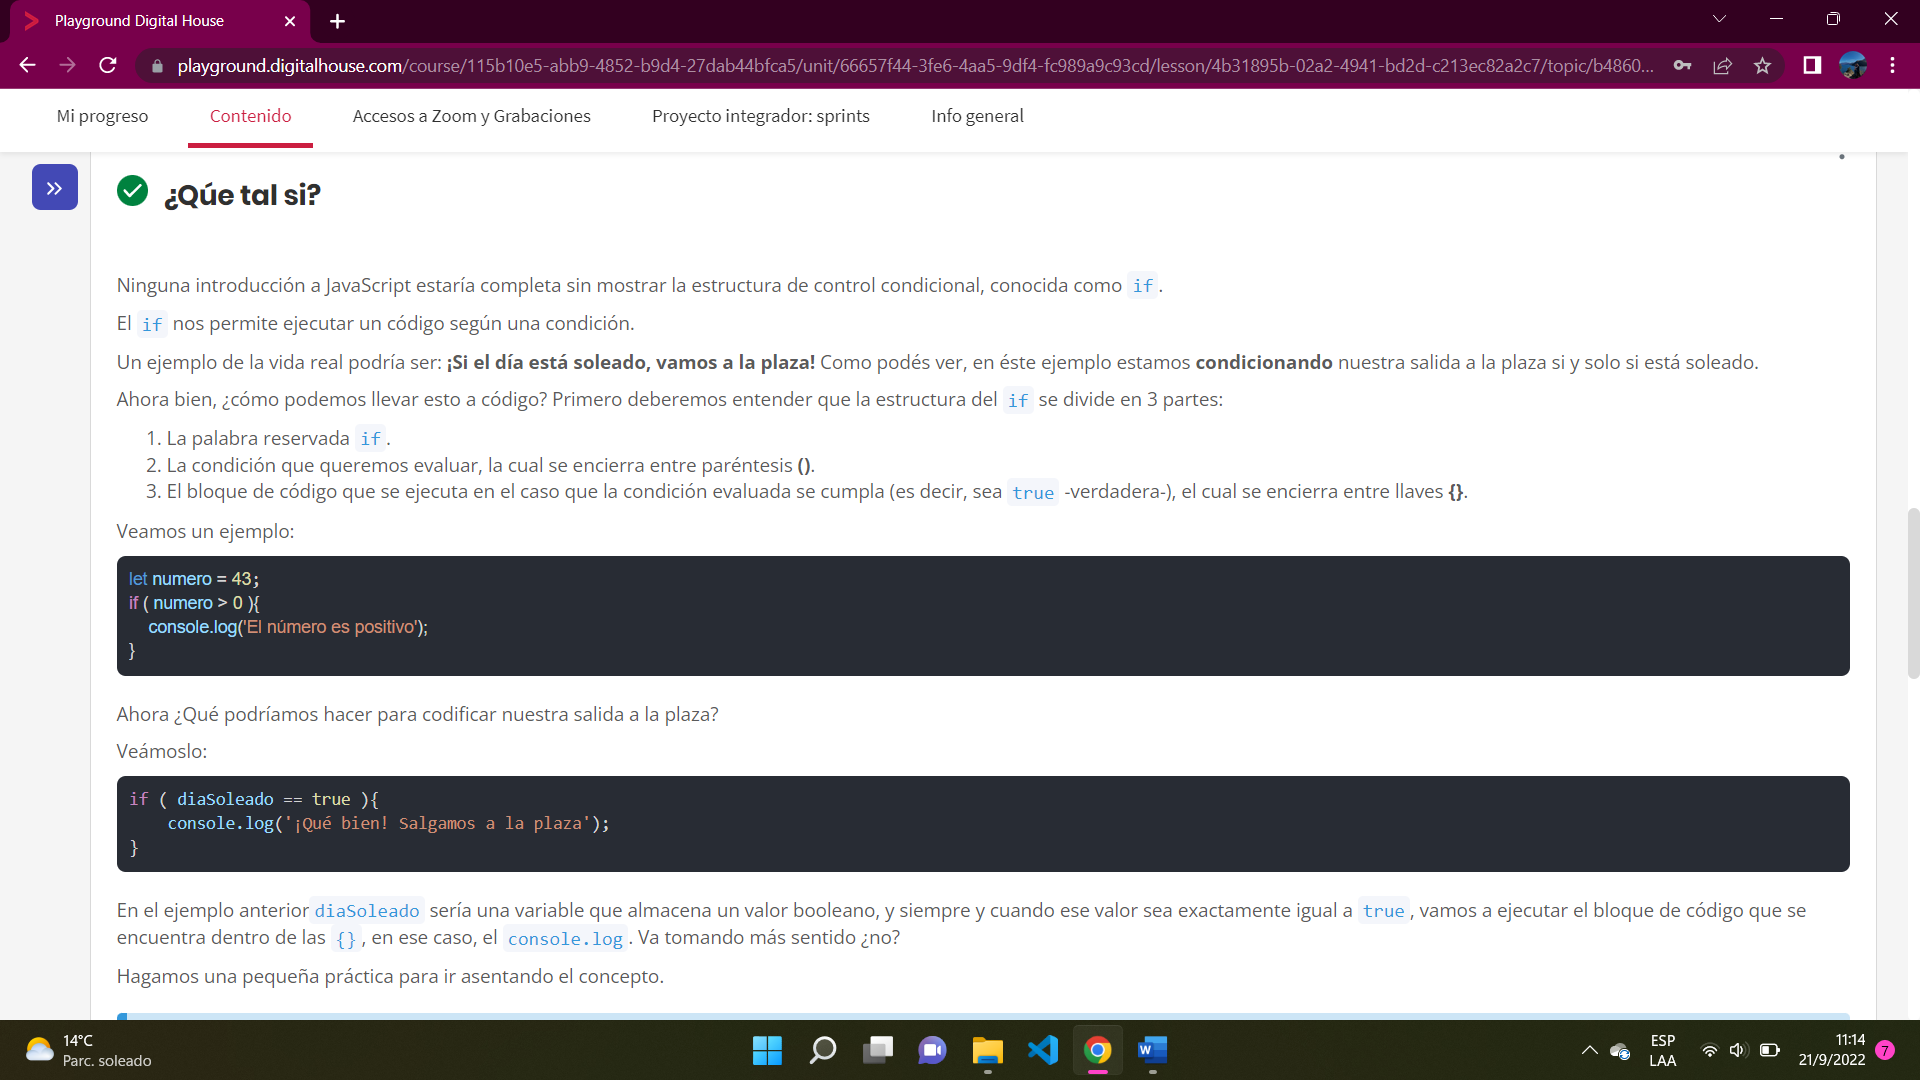 Playground Digital House
playground.digitalhouse.com/course/115b10e5-abb9-4852-b9d4-27dab44bfca5/unit/66657f44-3fe6-4aa5-9df4-fc989a9c93cd/lesson/4b31895b-02a2-4941-bd2d-c213ec82a2c7/topic/b4860...
Mi progreso Contenido Accesos a Zoom y Grabaciones Proyecto integrador: sprints Info general
¿Qúe tal si?
Ninguna introducción a JavaScript estaría completa sin mostrar la estructura de control condicional, conocida como if.
El if nos permite ejecutar un código según una condición.
Un ejemplo de la vida real podría ser: ¡Si el día está soleado, vamos a la plaza! Como podés ver, en éste ejemplo estamos condicionando nuestra salida a la plaza si y solo si está soleado.
Ahora bien, ¿cómo podemos llevar esto a código? Primero deberemos entender que la estructura del if se divide en 3 partes:
1. La palabra reservada if.
2. La condición que queremos evaluar, la cual se encierra entre paréntesis ().
3. El bloque de código que se ejecuta en el caso que la condición evaluada se cumpla (es decir, sea true -verdadera-), el cual se encierra entre llaves {}.
Veamos un ejemplo:
let numero = 43;
if ( numero > 0 ){
console.log('El número es positivo');
}
Ahora ¿Qué podríamos hacer para codificar nuestra salida a la plaza?
Veámoslo:
if ( diaSoleado == true ){
console.log('¡Qué bien! Salgamos a la plaza');
}
En el ejemplo anterior diaSoleado sería una variable que almacena un valor booleano, y siempre y cuando ese valor sea exactamente igual a true, vamos a ejecutar el bloque de código que se
encuentra dentro de las {}, en ese caso, el console.log. Va tomando más sentido ¿no?
Hagamos una pequeña práctica para ir asentando el concepto.
14°C
Parc. soleado
ESP
LAA
11:14
21/9/2022
7